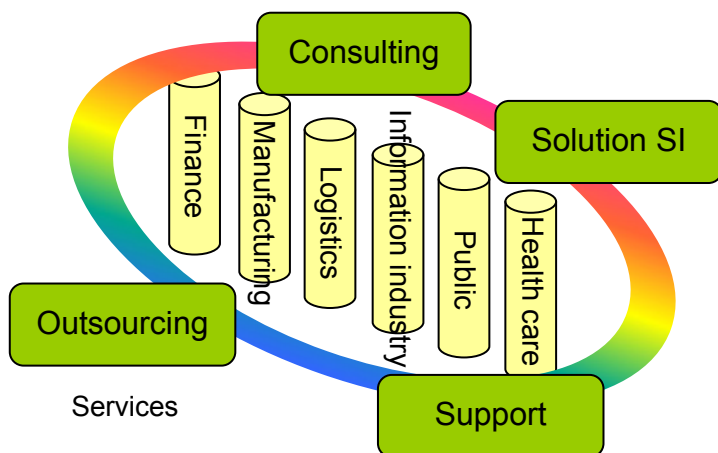 Consulting
Solution SI
Finance
Manufacturing
Logistics
Information industry
Public
Health care
Outsourcing
Support
Services